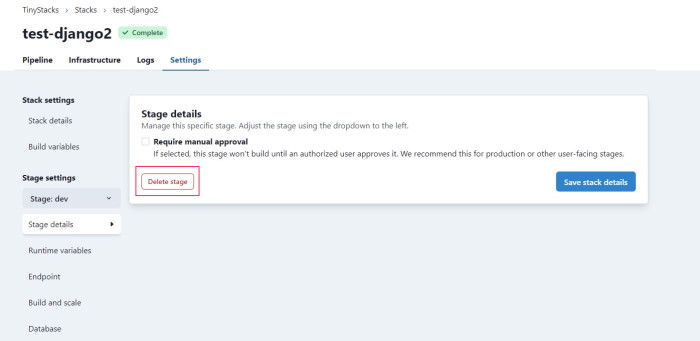 TinyStacks > Stacks > test-django2
test-django2 ✓ Complete
Pipeline Infrastructure Logs Settings
Stack settings
Stack details
Build variables
Stage settings
Stage: dev
Stage details
Runtime variables
Endpoint
Build and scale
Database
Stage details
Manage this specific stage. Adjust the stage using the dropdown to the left.
Require manual approval
If selected, this stage won't build until an authorized user approves it. We recommend this for production or other user-facing stages.
Delete stage Save stack details